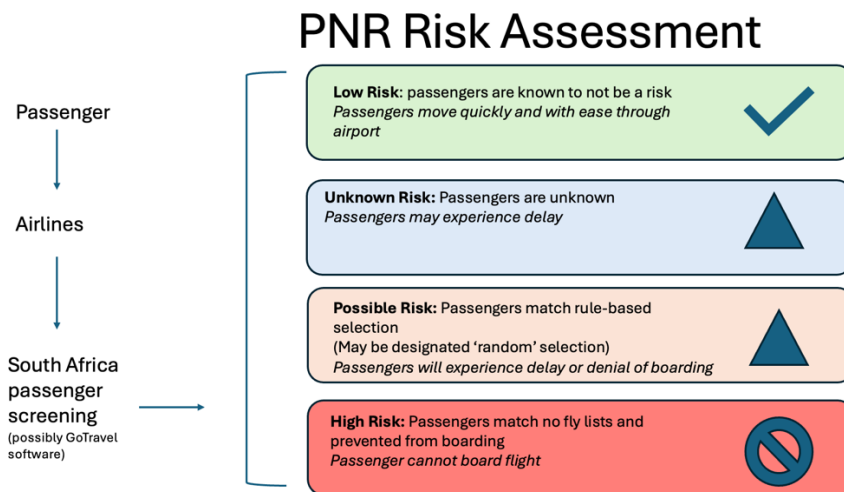 PNR Risk Assessment
Passenger
Airlines
South Africa
passenger
screening
(possibly GoTravel
software)
Low Risk: passengers are known to not be a risk
Passengers move quickly and with ease through
airport
Unknown Risk: Passengers are unknown
Passengers may experience delay
Possible Risk: Passengers match rule-based
selection
(May be designated ‘random’ selection)
Passengers will experience delay or denial of boarding
High Risk: Passengers match no fly lists and
prevented from boarding
Passenger cannot board flight